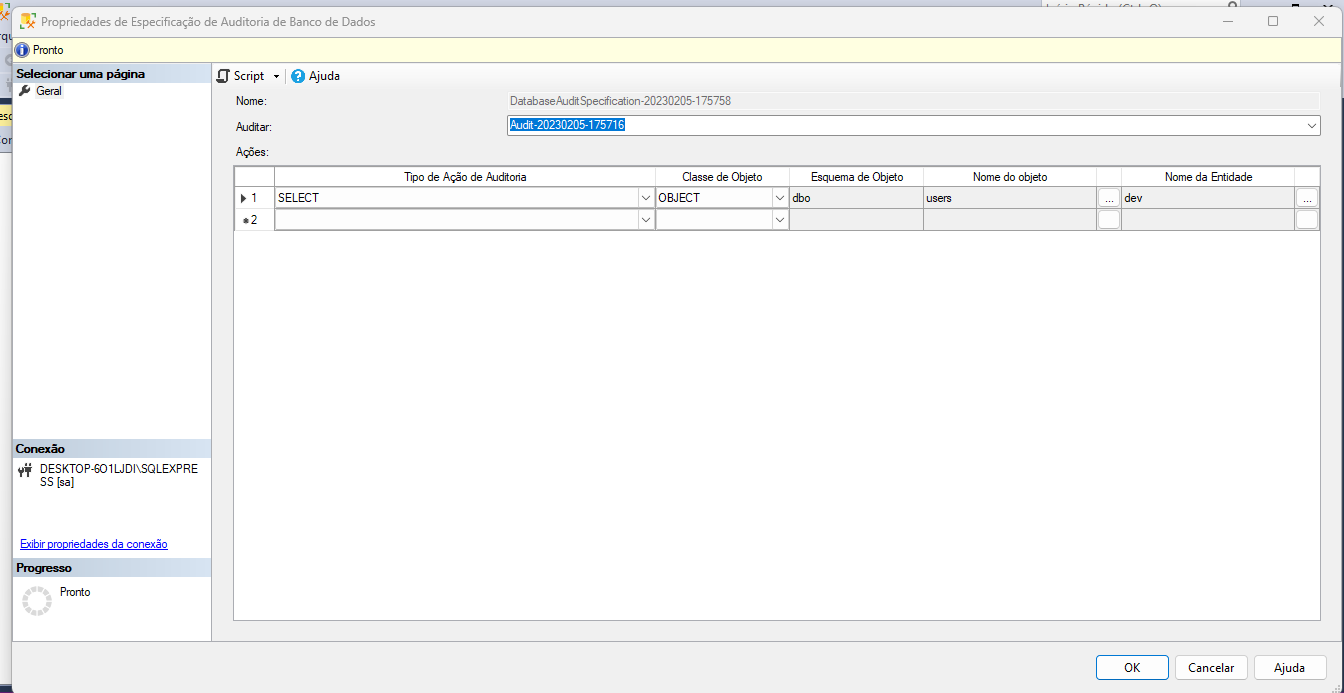 Propriedades de Especificação de Auditoria de Banco de Dados
Pronto
Selecionar uma página
Geral
Script
Ajuda
Nome:
DatabaseAuditSpecification-20230205-175758
Auditar:
Audit-20230205-175716
Ações:
Tipo de Ação de Auditoria Classe de Objeto Esquema de Objeto Nome do objeto Nome da Entidade
1 SELECT OBJECT dbo users ... dev ...
2
Conexão
DESKTOP-6O1LJDI\SQLEXPRE
SS [sa]
Exibir propriedades da conexão
Progresso
Pronto
OK Cancelar Ajuda